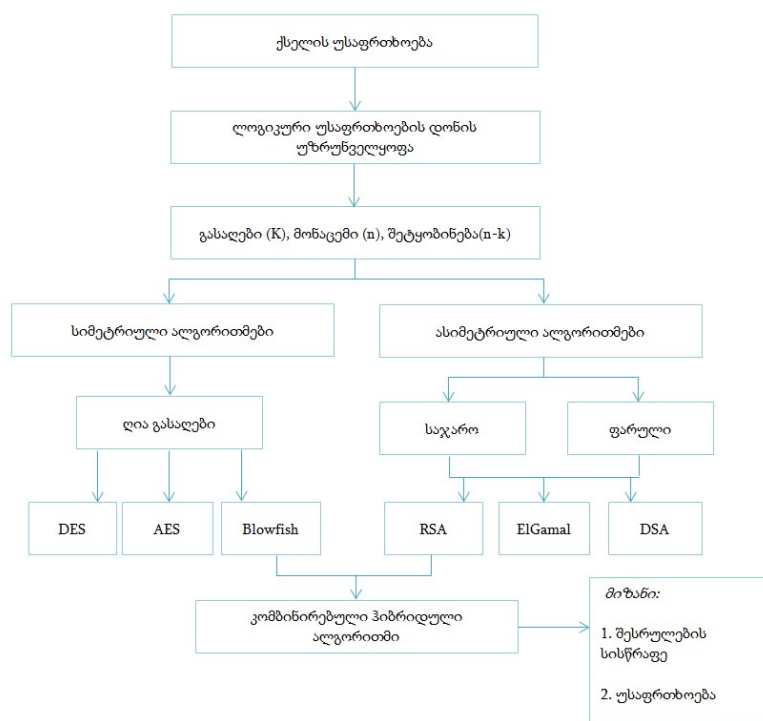 ქსელის უსაფრთხოება
ლოგიკური უსაფრთხოების დონის
უზრუნველყოფა
გასაღები (K), მონაცემი (n), შეტყობინება(n-k)
სიმეტრიული ალგორითმები
ასიმეტრიული ალგორითმები
ღია გასაღები
საჯარო
ფარული
DES
AES
Blowfish
RSA
ElGamal
DSA
კომბინირებული ჰიბრიდული
ალგორითმი
მიზანი:
1. შესრულების
სისწრაფე
2. უსაფრთხოება